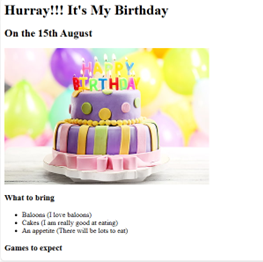 Hurray!!! It's My Birthday
On the 15th August
HAPPY
BIRTHDAY
What to bring
Baloons (I love baloons)
Cakes (I am really good at eating)
An appetite (There will be lots to eat)
Games to expect